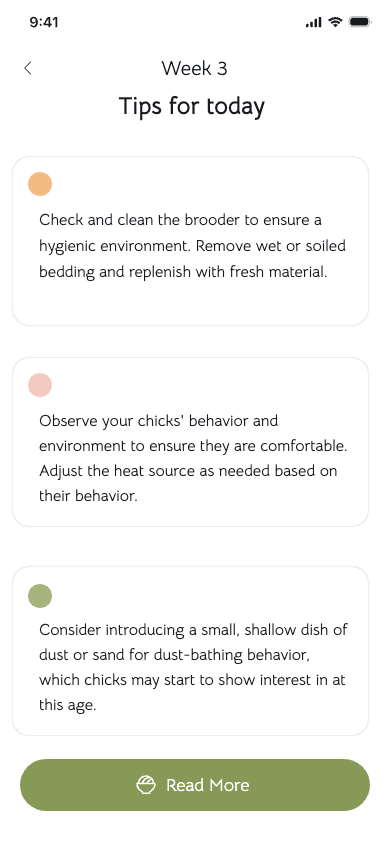 9:41
Week 3
Tips for today
Check and clean the brooder to ensure a
hygienic environment. Remove wet or soiled
bedding and replenish with fresh material.
Observe your chicks' behavior and
environment to ensure they are comfortable.
Adjust the heat source as needed based on
their behavior.
Consider introducing a small, shallow dish of
dust or sand for dust-bathing behavior,
which chicks may start to show interest in at
this age.
Read More